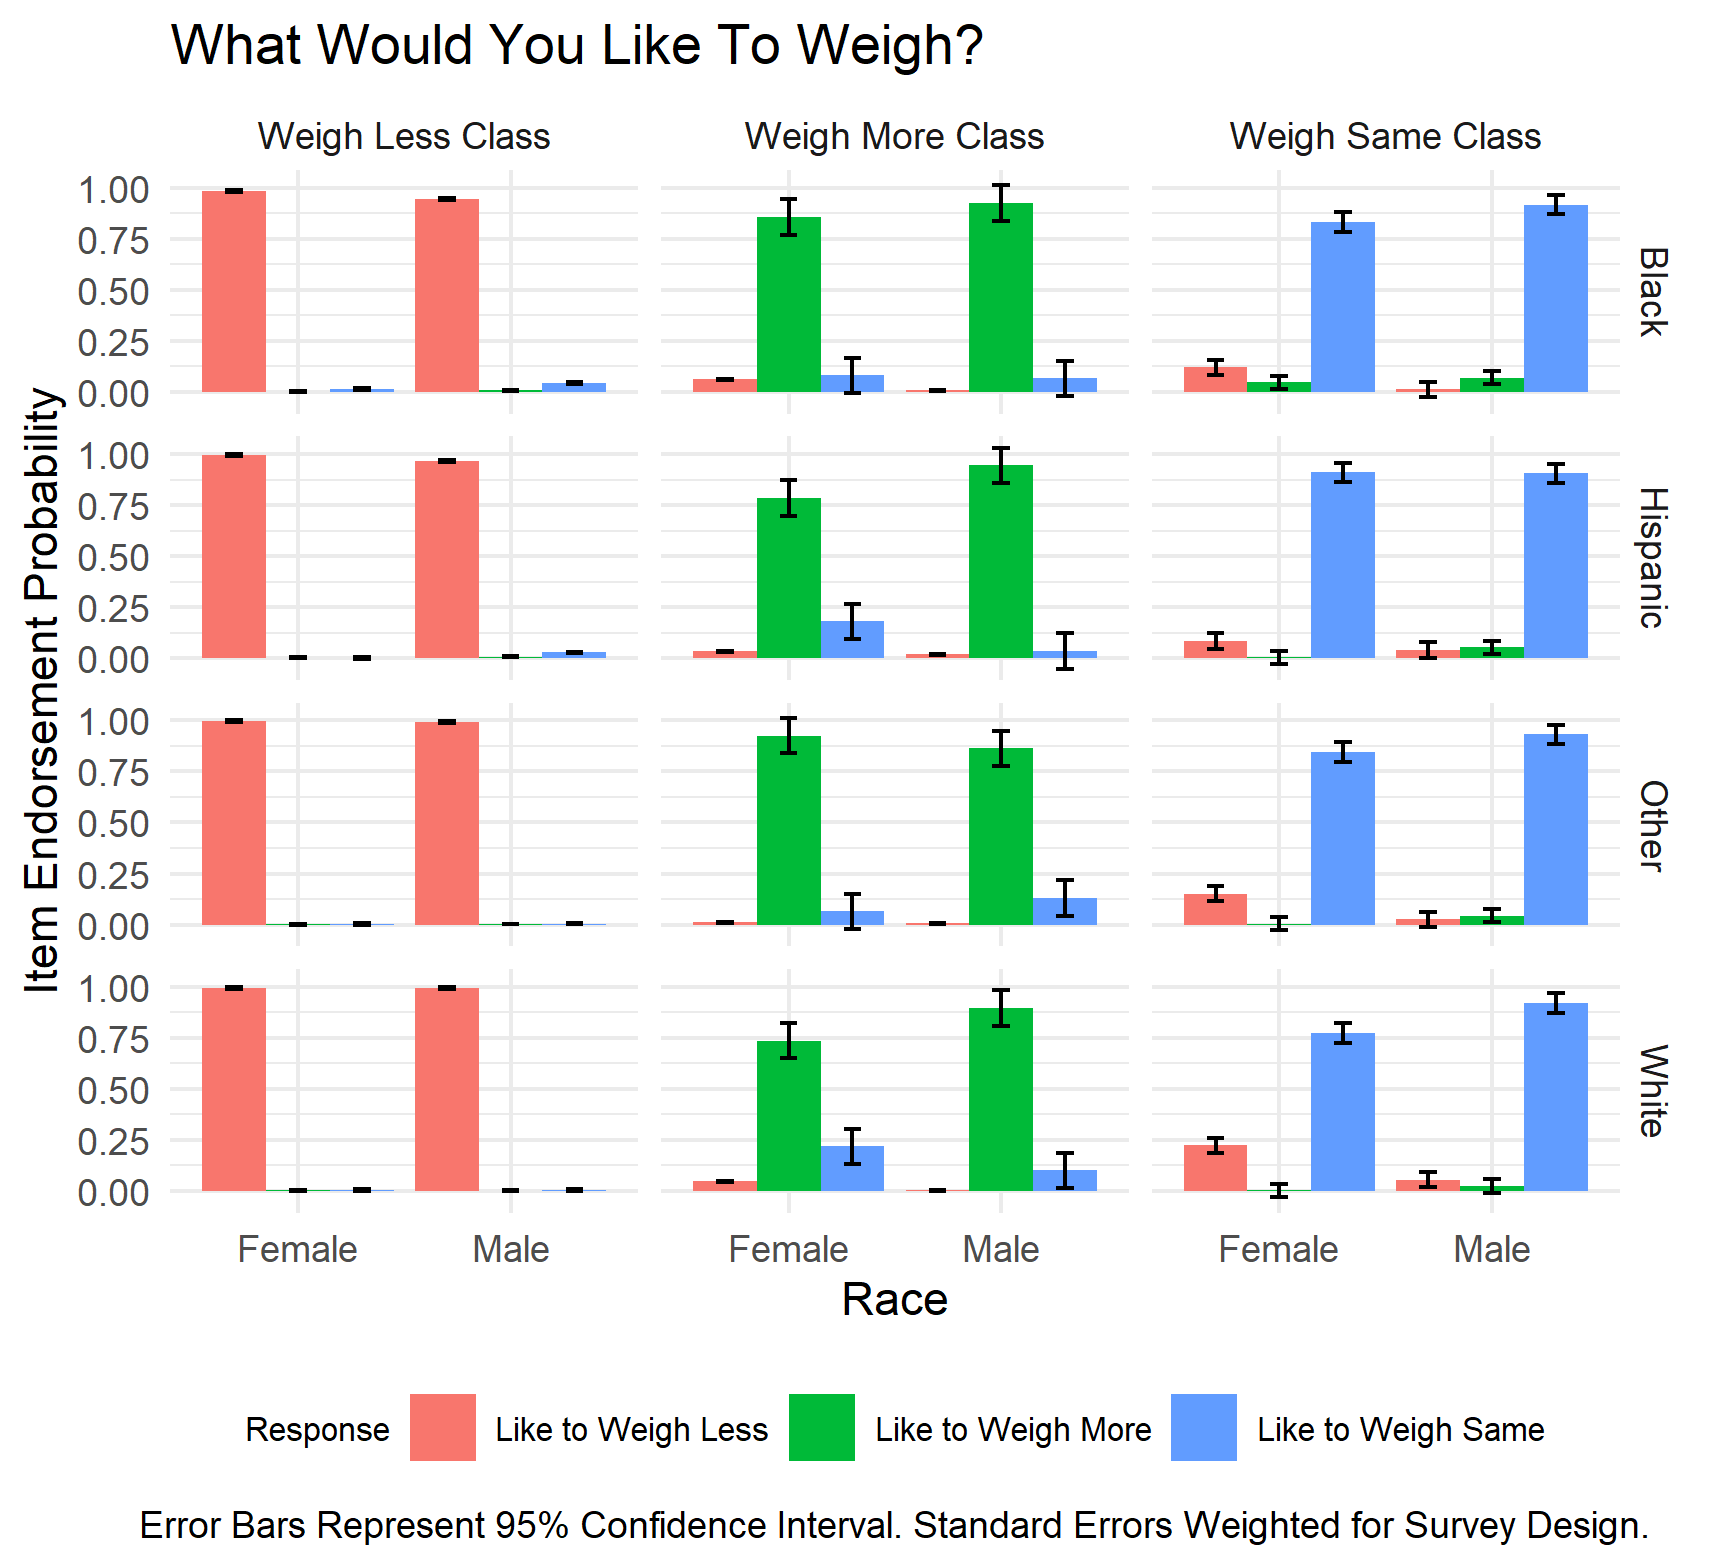 What Would You Like To Weigh?
Weigh Less Class
Weigh More Class
Weigh Same Class
Item Endorsement Probability
1.00
0.75
0.50
0.25
0.00
Black
1.00
0.75
0.50
0.25
0.00
Hispanic
1.00
0.75
0.50
0.25
0.00
Other
1.00
0.75
0.50
0.25
0.00
White
Female
Male
Female
Male
Female
Male
Race
Response
Like to Weigh Less
Like to Weigh More
Like to Weigh Same
Error Bars Represent 95% Confidence Interval. Standard Errors Weighted for Survey Design.